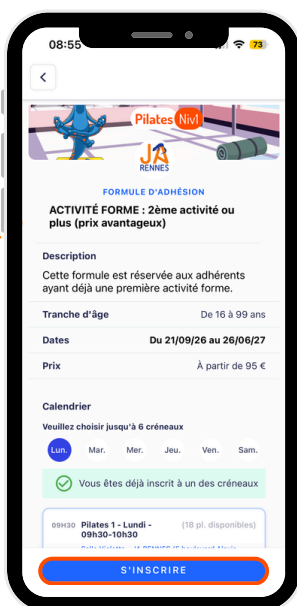 08:55
73
Pilates Niv1
JA
RENNES
FORMULE D'ADHÉSION
ACTIVITÉ FORME : 2ème activité ou
plus (prix avantageux)
Description
Cette formule est réservée aux adhérents
ayant déjà une première activité forme.
Tranche d'âge De 16 à 99 ans
Dates Du 21/09/26 au 26/06/27
Prix À partir de 95 €
Calendrier
Veuillez choisir jusqu'à 6 créneaux
Lun. Mar. Mer. Jeu. Ven. Sam.
Vous êtes déjà inscrit à un des créneaux
09H30 Pilates 1 - Lundi - (18 pl. disponibles)
09h30-10h30
S'INSCRIRE